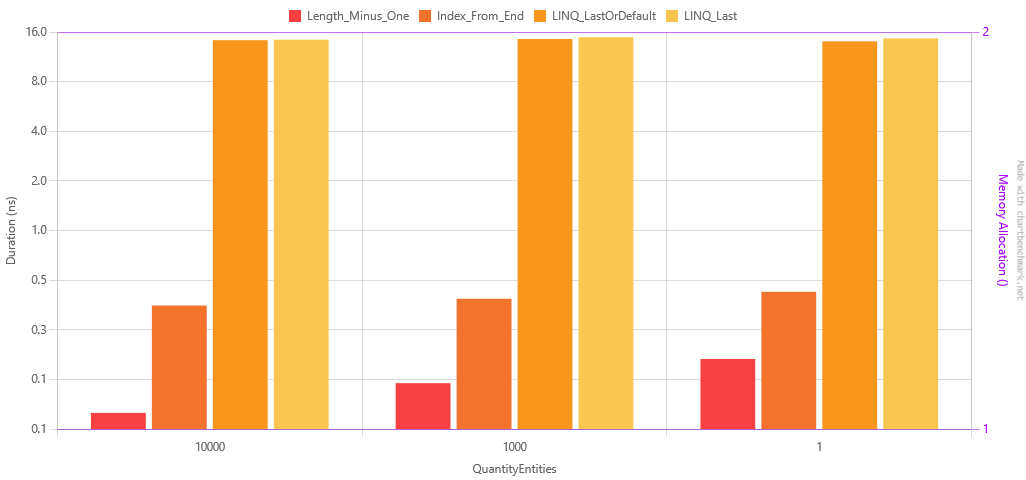 Length_Minus_One Index_From_End LINQ_LastOrDefault LINQ_Last
16.0
8.0
4.0
2.0
1.0
0.5
0.3
0.1
0.1
Duration (ns)
2
1
Memory Allocation ()
Made with chartbenchmark.net
10000 1000 1
QuantityEntities